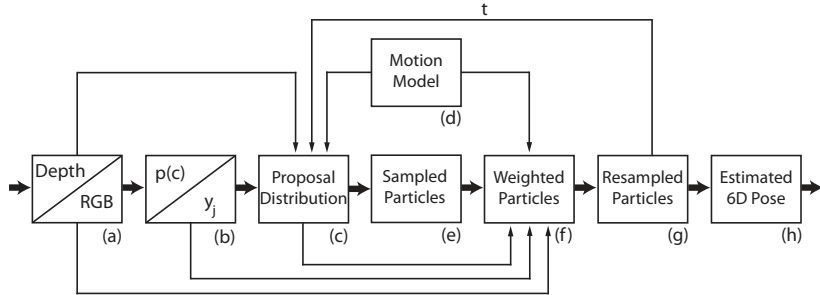 t
Motion
Model
(d)
Depth
RGB
(a)
p(c)
y_j
(b)
Proposal
Distribution
(c)
Sampled
Particles
(e)
Weighted
Particles
(f)
Resampled
Particles
(g)
Estimated
6D Pose
(h)